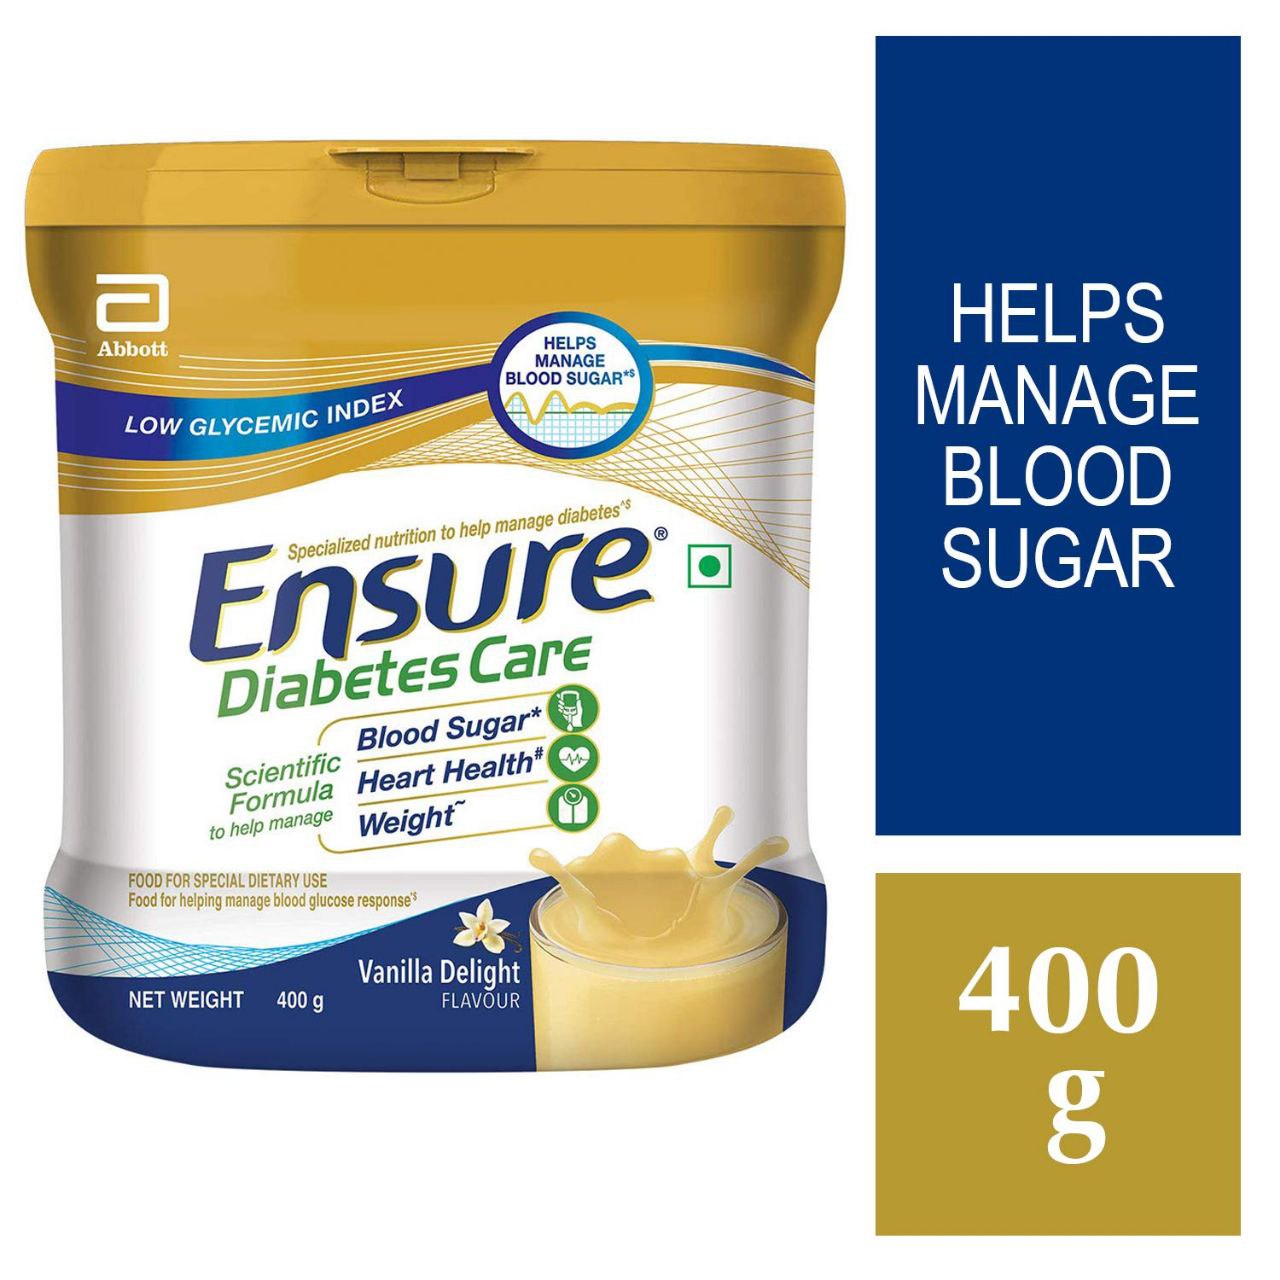 Abbott
LOW GLYCEMIC INDEX
HELPS
MANAGE
BLOOD SUGAR*$
Specialized nutrition to help manage diabetes^$
Ensure®
Diabetes Care
Scientific
Formula
to help manage
Blood Sugar*
Heart Health#
Weight~
FOOD FOR SPECIAL DIETARY USE
Food for helping manage blood glucose response*$
Vanilla Delight
FLAVOUR
NET WEIGHT 400 g
HELPS
MANAGE
BLOOD
SUGAR
400
g